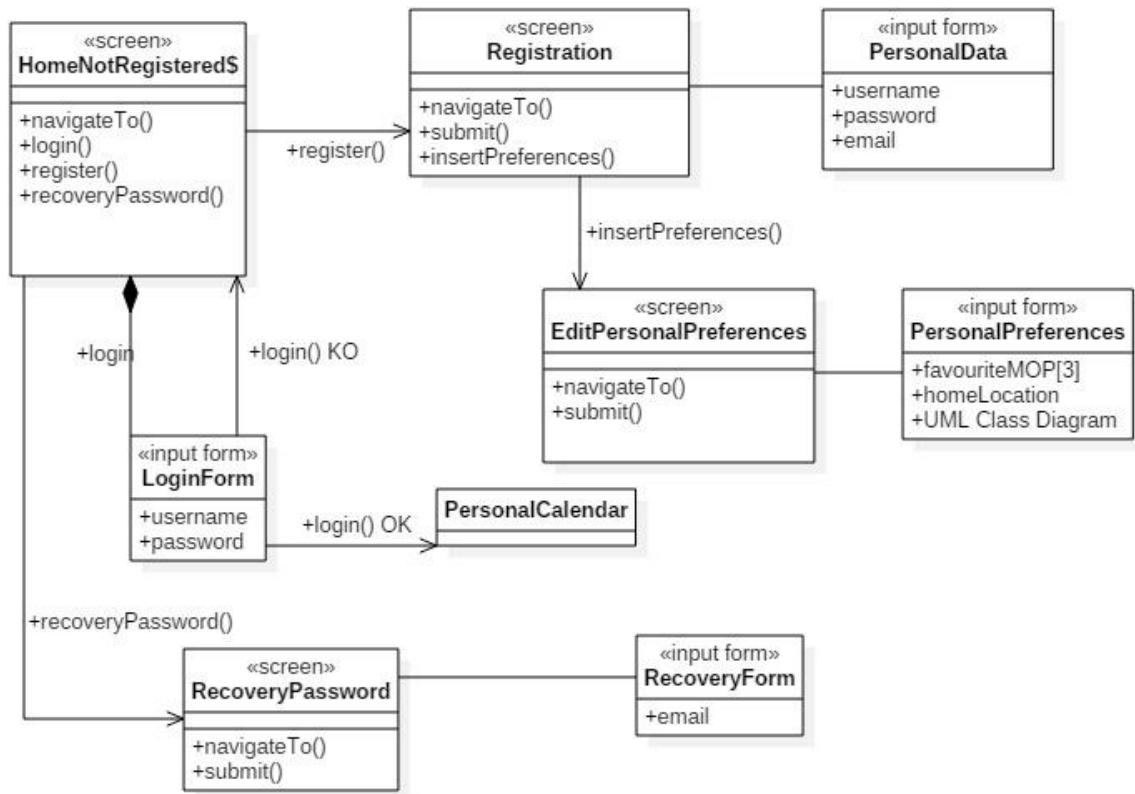 «screen»
HomeNotRegistered$
+navigateTo()
+login()
+register()
+recoveryPassword()
+register()
«screen»
Registration
+navigateTo()
+submit()
+insertPreferences()
«input form»
PersonalData
+username
+password
+email
+insertPreferences()
«screen»
EditPersonalPreferences
+navigateTo()
+submit()
«input form»
PersonalPreferences
+favouriteMOP[3]
+homeLocation
+UML Class Diagram
+login
+login() KO
«input form»
LoginForm
+username
+password
+login() OK
PersonalCalendar
+recoveryPassword()
«screen»
RecoveryPassword
+navigateTo()
+submit()
«input form»
RecoveryForm
+email